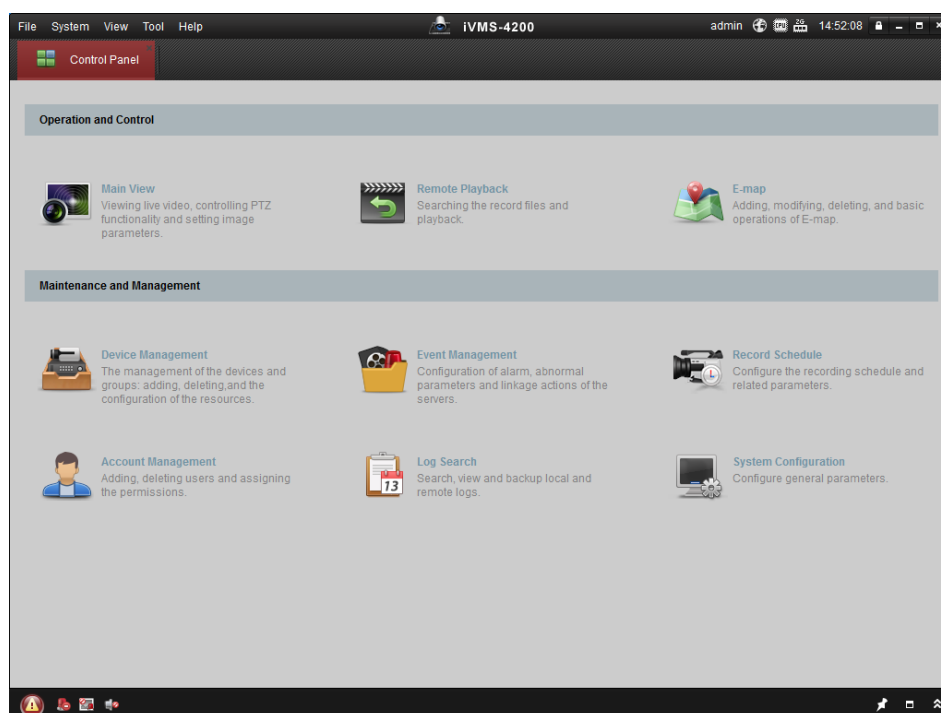 File System View Tool Help iVMS-4200 admin 2G 14:52:08
Control Panel
Operation and Control
Main View
Viewing live video, controlling PTZ
functionality and setting image
parameters.
Remote Playback
Searching the record files and
playback.
E-map
Adding, modifying, deleting, and basic
operations of E-map.
Maintenance and Management
Device Management
The management of the devices and
groups: adding, deleting,and the
configuration of the resources.
Event Management
Configuration of alarm, abnormal
parameters and linkage actions of the
servers.
Record Schedule
Configure the recording schedule and
related parameters.
Account Management
Adding, deleting users and assigning
the permissions.
13
Log Search
Search, view and backup local and
remote logs.
System Configuration
Configure general parameters.